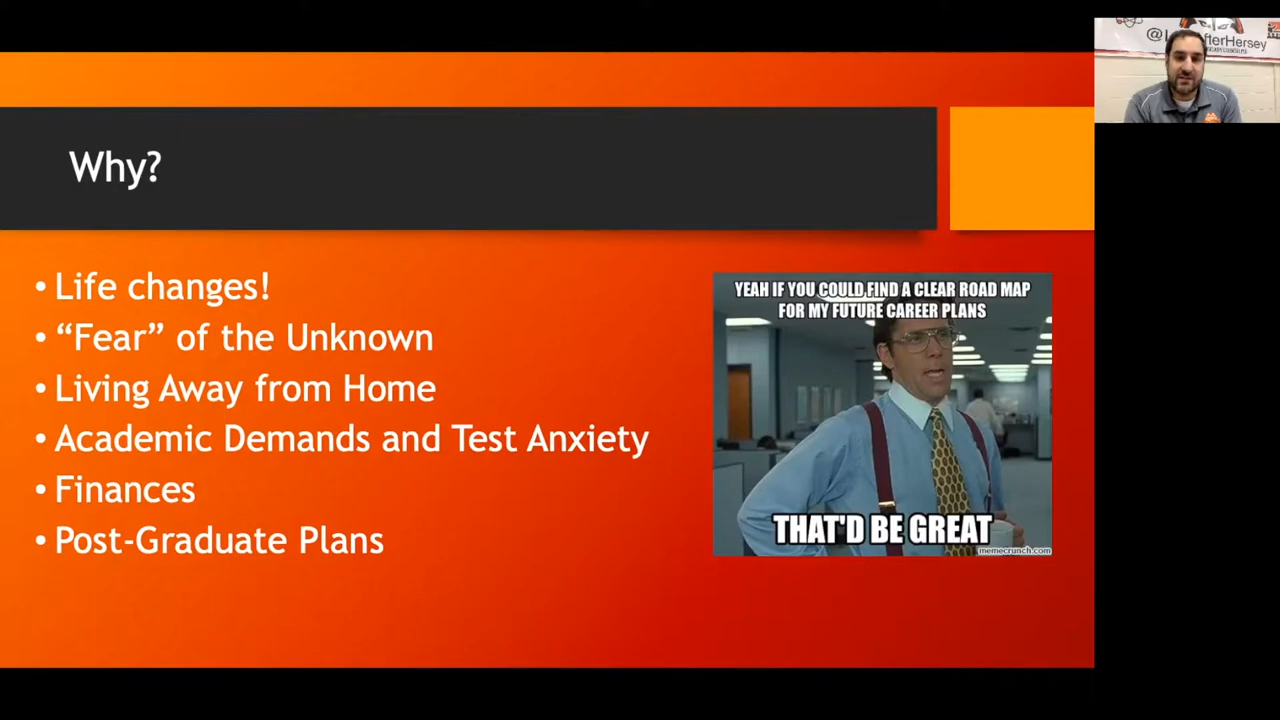 Why?
• Life changes!
• “Fear” of the Unknown
• Living Away from Home
• Academic Demands and Test Anxiety
• Finances
• Post-Graduate Plans
YEAH IF YOU COULD FIND A CLEAR ROAD MAP
FOR MY FUTURE CAREER PLANS
THAT'D BE GREAT
memecrunch.com